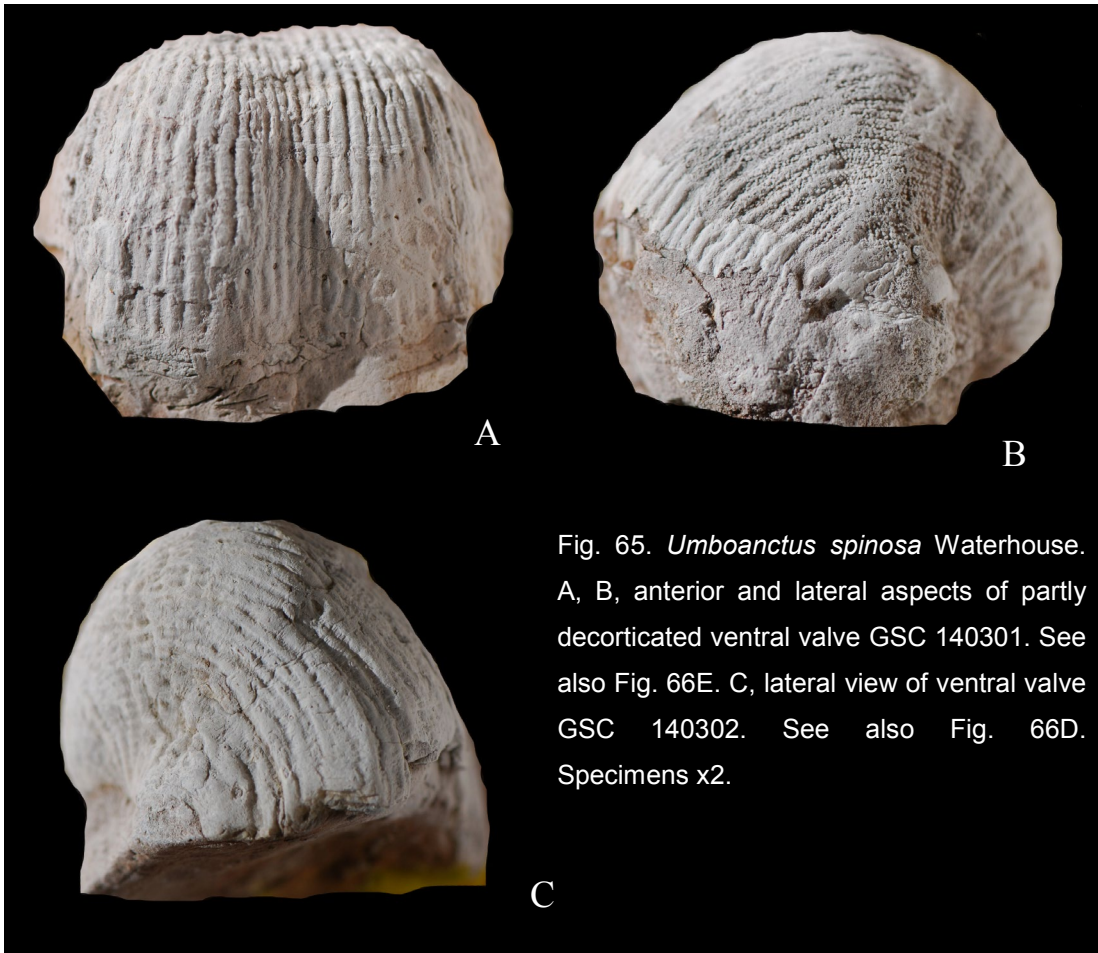 A
B
Fig. 65. Umboanctus spinosa Waterhouse.
A, B, anterior and lateral aspects of partly
decorticated ventral valve GSC 140301. See
also Fig. 66E. C, lateral view of ventral valve
GSC 140302. See also Fig. 66D.
Specimens x2.
C